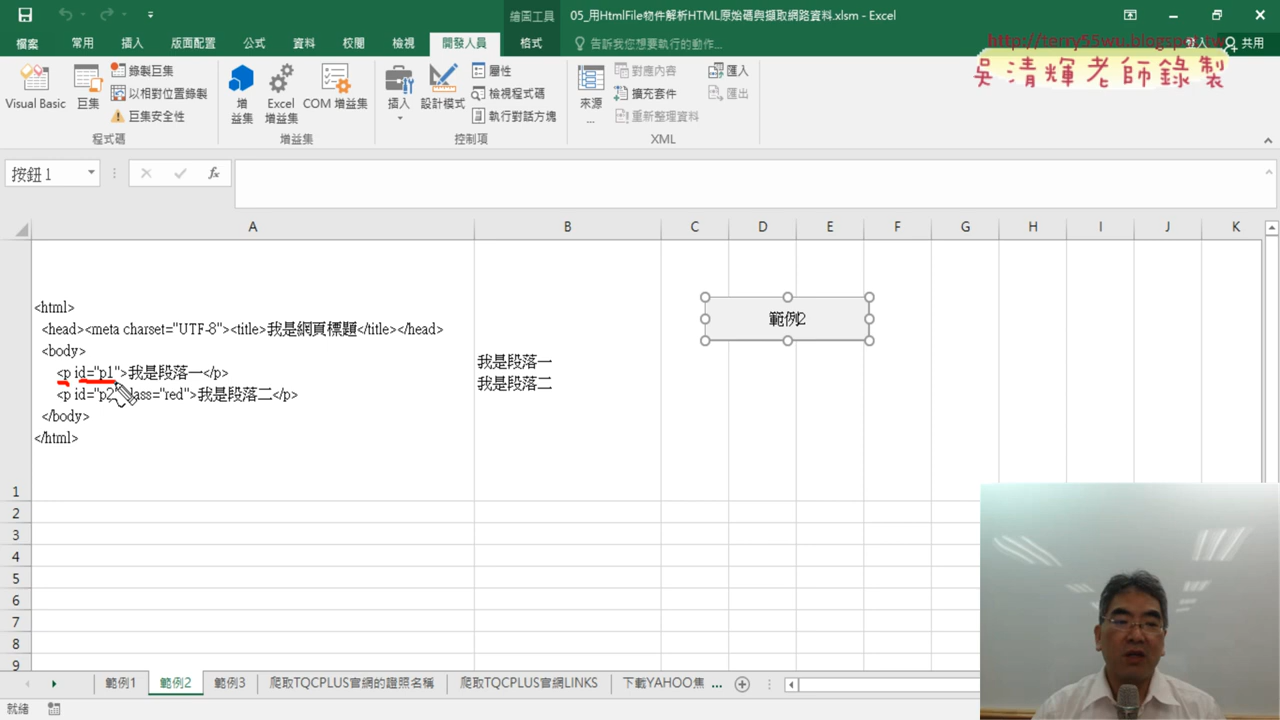 繪圖工具
05_用HtmlFile物件解析HTML原始碼與擷取網路資料.xlsm - Excel
檔案 常用 插入 版面配置 公式 資料 校閱 檢視 開發人員 格式 告訴我您想要執行的動作... 共用
http://terry55wu.blogspot.tw
吳清輝老師錄製
Visual Basic 巨集 錄製巨集 以相對位置錄製 巨集安全性
增益集 Excel 增益集 COM 增益集
插入 設計模式 屬性 檢視程式碼 執行對話方塊
來源 ... 對應內容 擴充套件 重新整理資料 匯入 匯出
程式碼 增益集 控制項 XML
按鈕 1 fx
A B C D E F G H I J K
<html>
<head><meta charset="UTF-8"><title>我是網頁標題</title></head>
<body>
<p id="p1">我是段落一</p>
<p id="p2 class="red">我是段落二</p>
</body>
</html>
我是段落一
我是段落二
範例2
1
2
3
4
5
6
7
8
9
範例1 範例2 範例3 爬取TQCPLUS官網的證照名稱 爬取TQCPLUS官網LINKS 下載YAHOO焦 ...
就緒